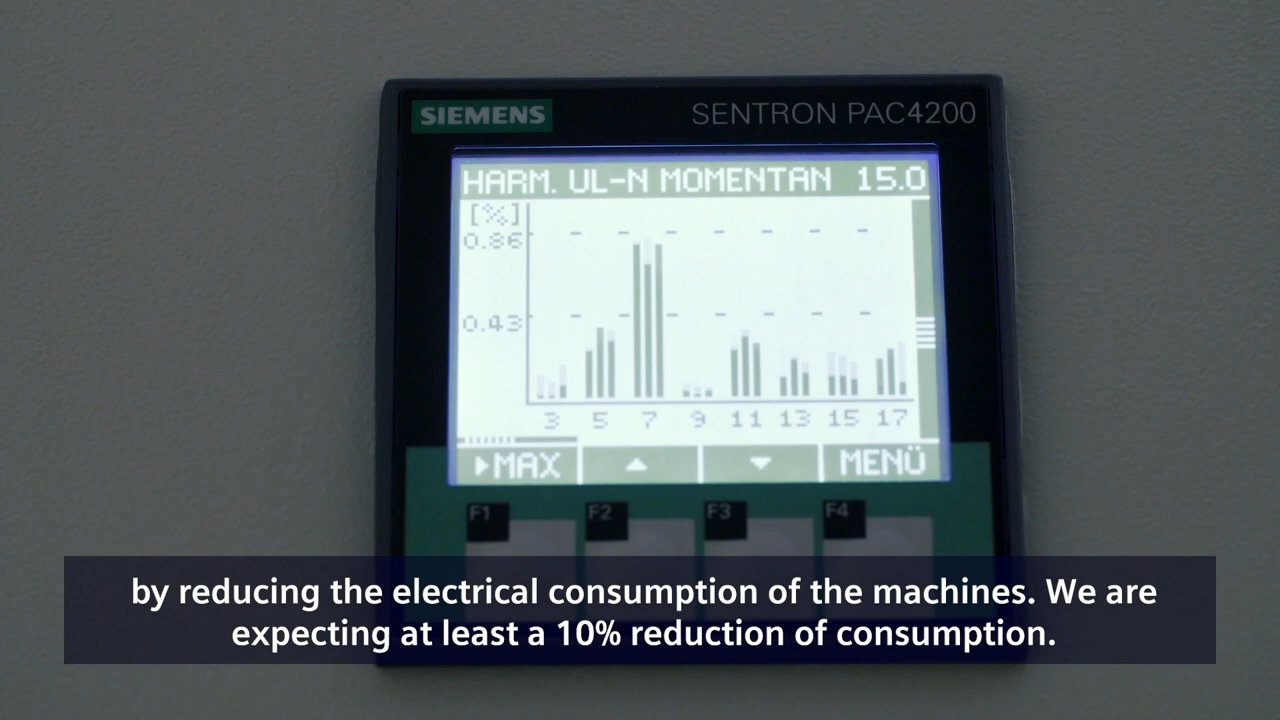 SIEMENS
SENTRON PAC4200
HARM. UL-N MOMENTAN 15.0
[%]
0.86
0.43
3 5 7 9 11 13 15 17
▶MAX ▲ ▼ MENÜ
F1 F2 F3 F4
by reducing the electrical consumption of the machines. We are
expecting at least a 10% reduction of consumption.